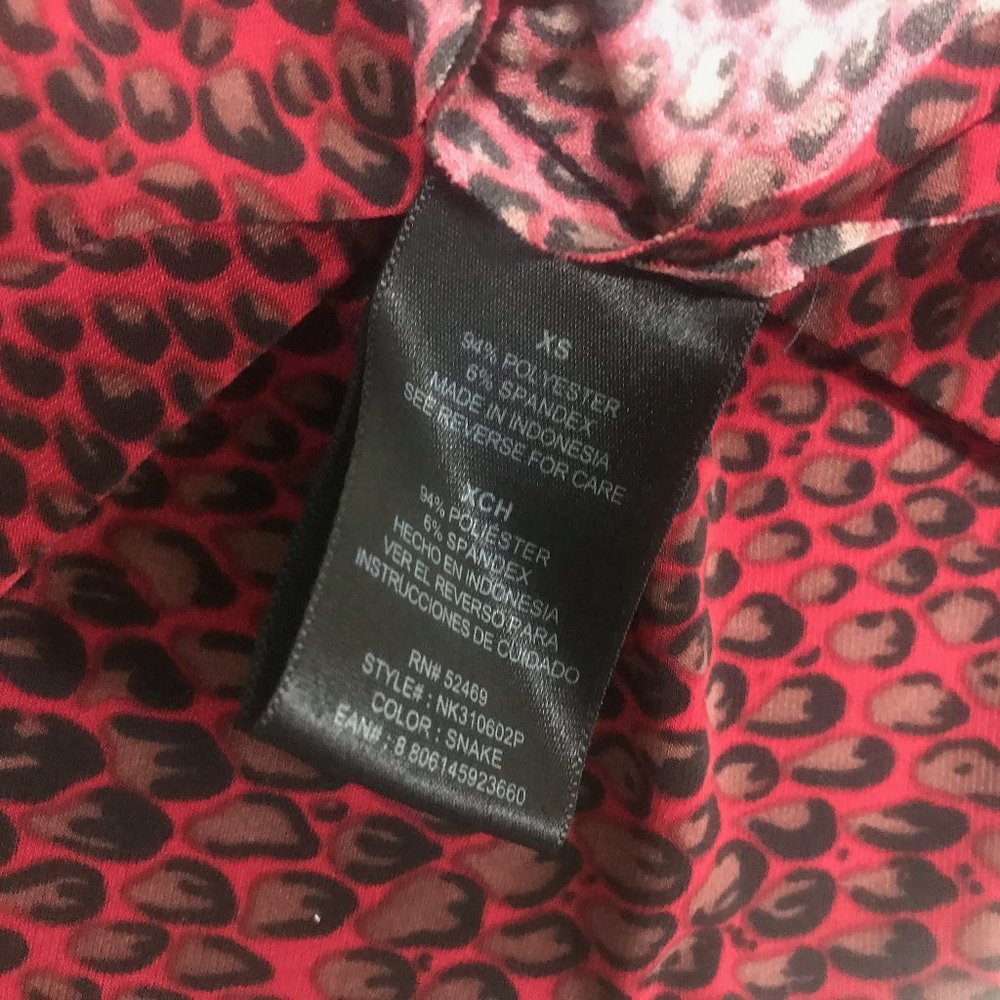 XS
94% POLYESTER
6% SPANDEX
MADE IN INDONESIA
SEE REVERSE FOR CARE
XCH
94% POLIYESTER
6% SPANDEX
HECHO EN INDONESIA
VER EL REVERSO PARA
INSTRUCCIONES DE CUIDADO
RN# 52469
STYLE# : NK310602P
COLOR : SNAKE
EAN# : 8 806145923660